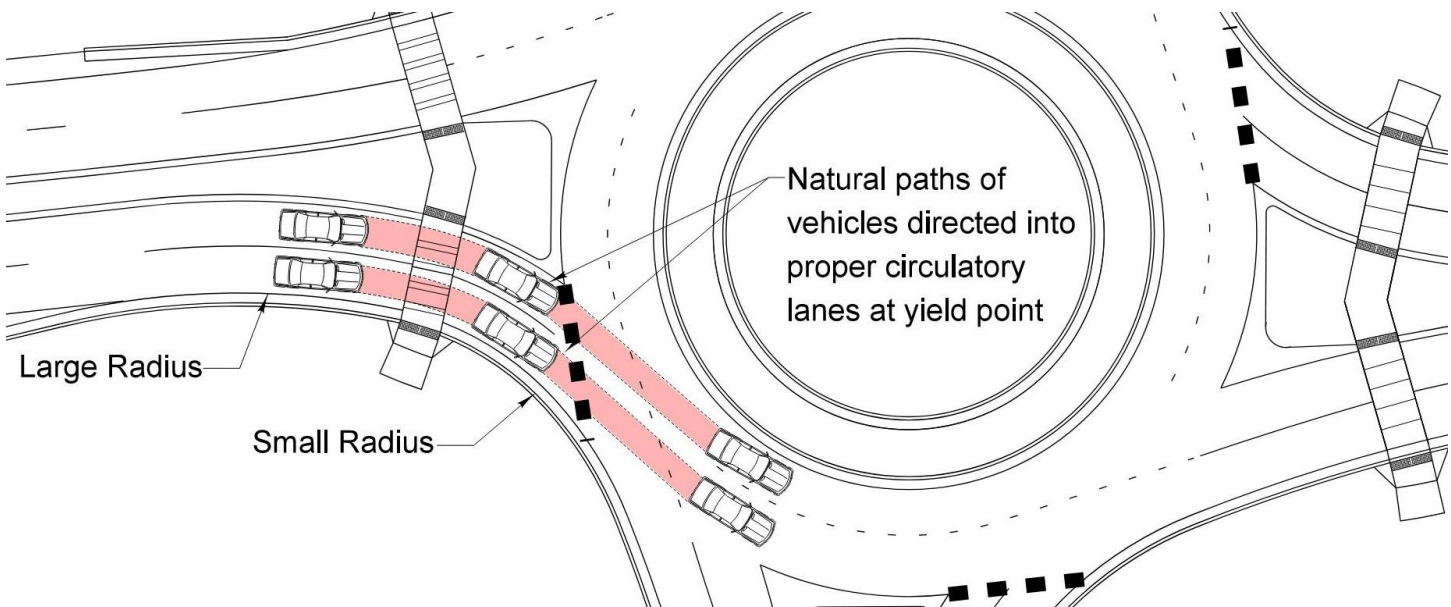 Natural paths of
vehicles directed into
proper circulatory
lanes at yield point
Large Radius
Small Radius